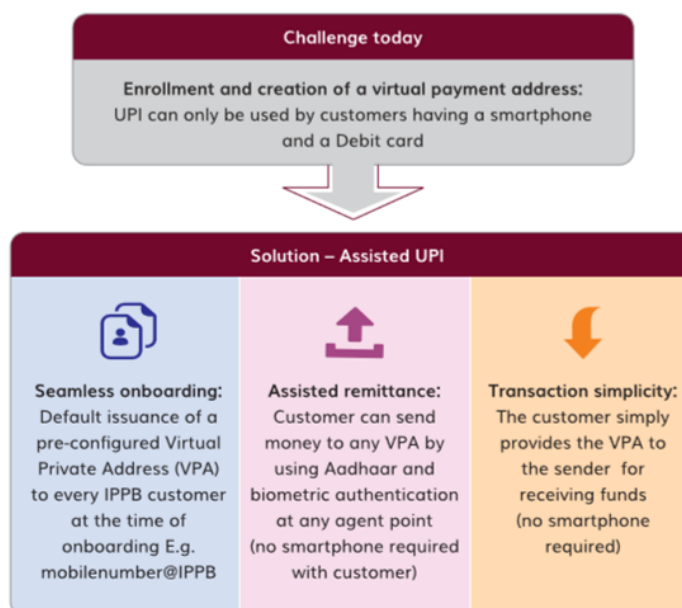 Challenge today
Enrollment and creation of a virtual payment address:
UPI can only be used by customers having a smartphone
and a Debit card
Solution – Assisted UPI
Seamless onboarding:
Default issuance of a
pre-configured Virtual
Private Address (VPA)
to every IPPB customer
at the time of
onboarding E.g.
mobilenumber@IPPB
Assisted remittance:
Customer can send
money to any VPA by
using Aadhaar and
biometric authentication
at any agent point
(no smartphone required
with customer)
Transaction simplicity:
The customer simply
provides the VPA to
the sender for
receiving funds
(no smartphone
required)